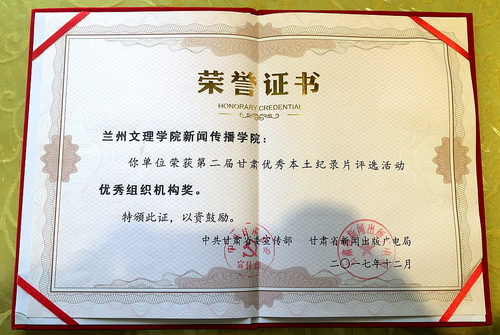 荣誉证书
HONORARY CREDENTIAL
兰州文理学院新闻传播学院：
你单位荣获第二届甘肃优秀本土纪录片评选活动
优秀组织机构奖。
特颁此证，以资鼓励。
中共甘肃省委宣传部 甘肃省新闻出版广电局
二〇一七年十二月